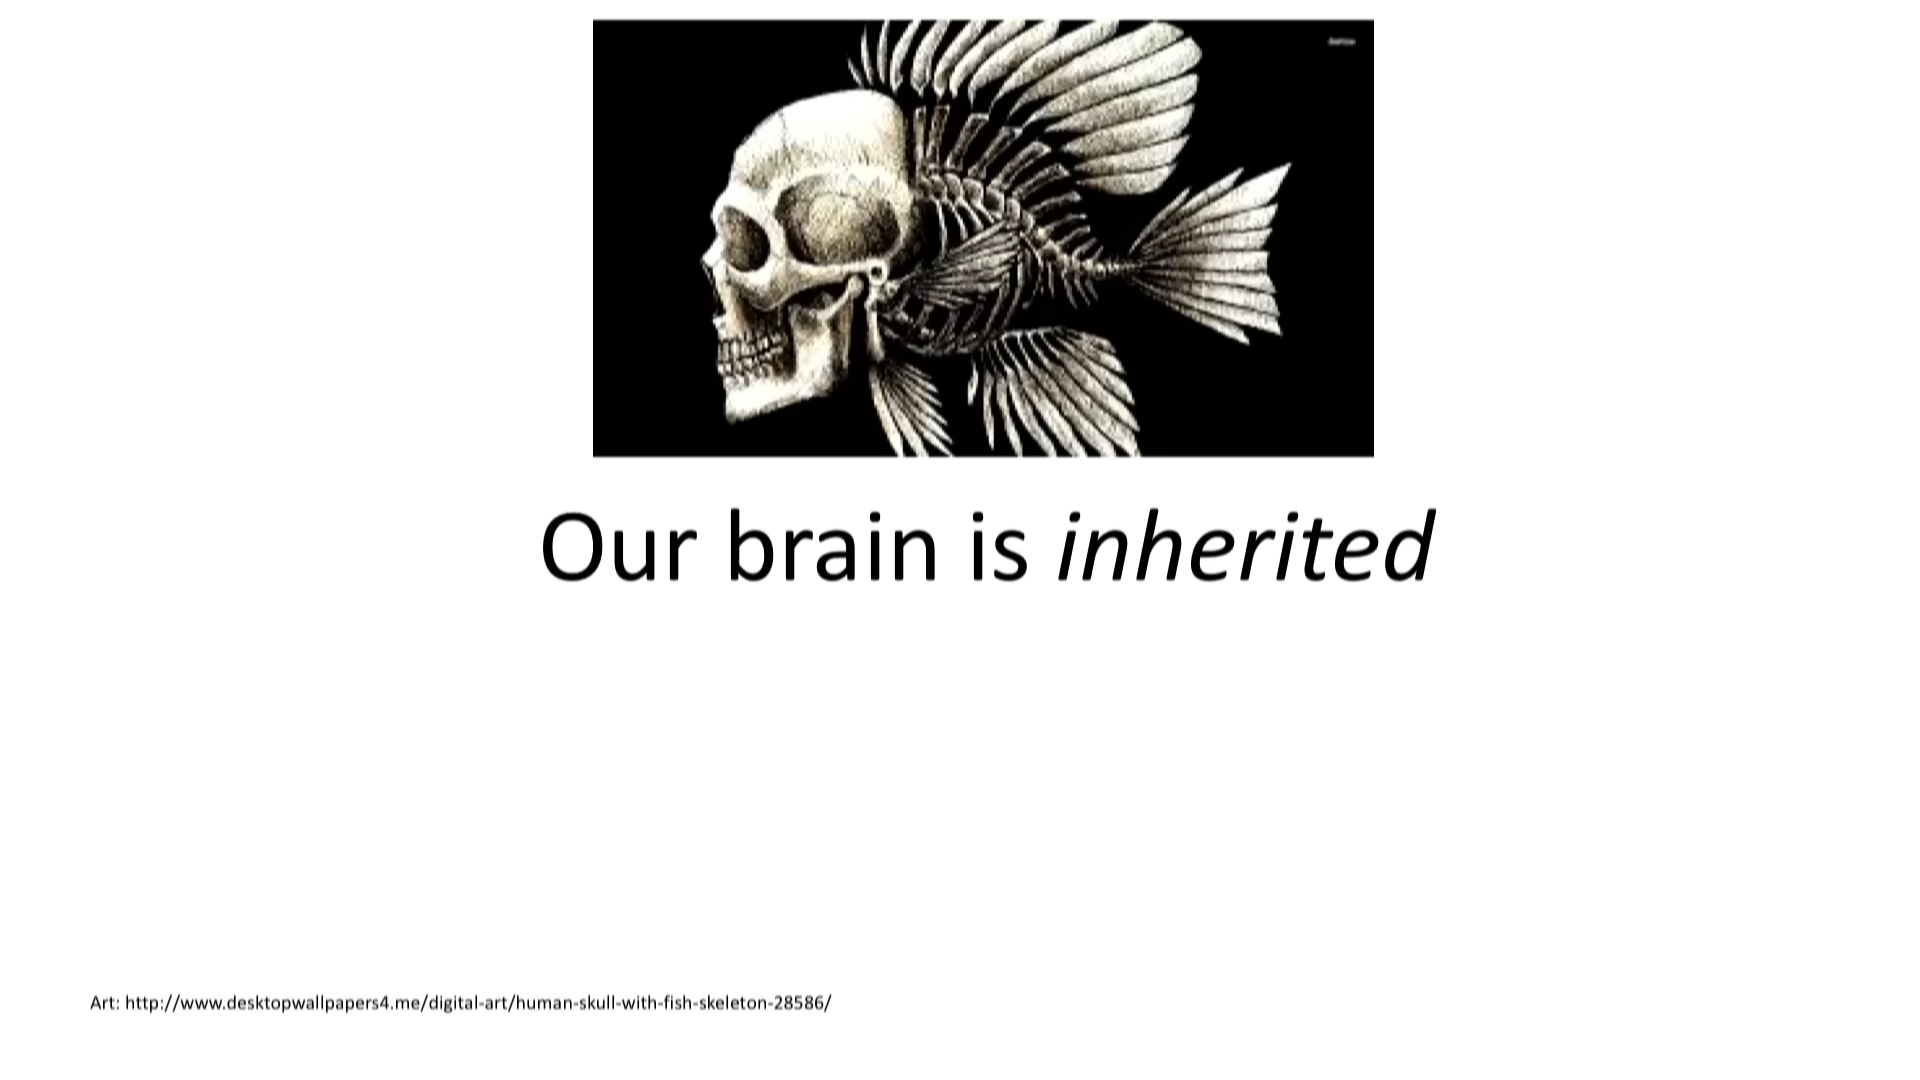 Our brain is inherited
Art: http://www.desktopwallpapers4.me/digital-art/human-skull-with-fish-skeleton-28586/